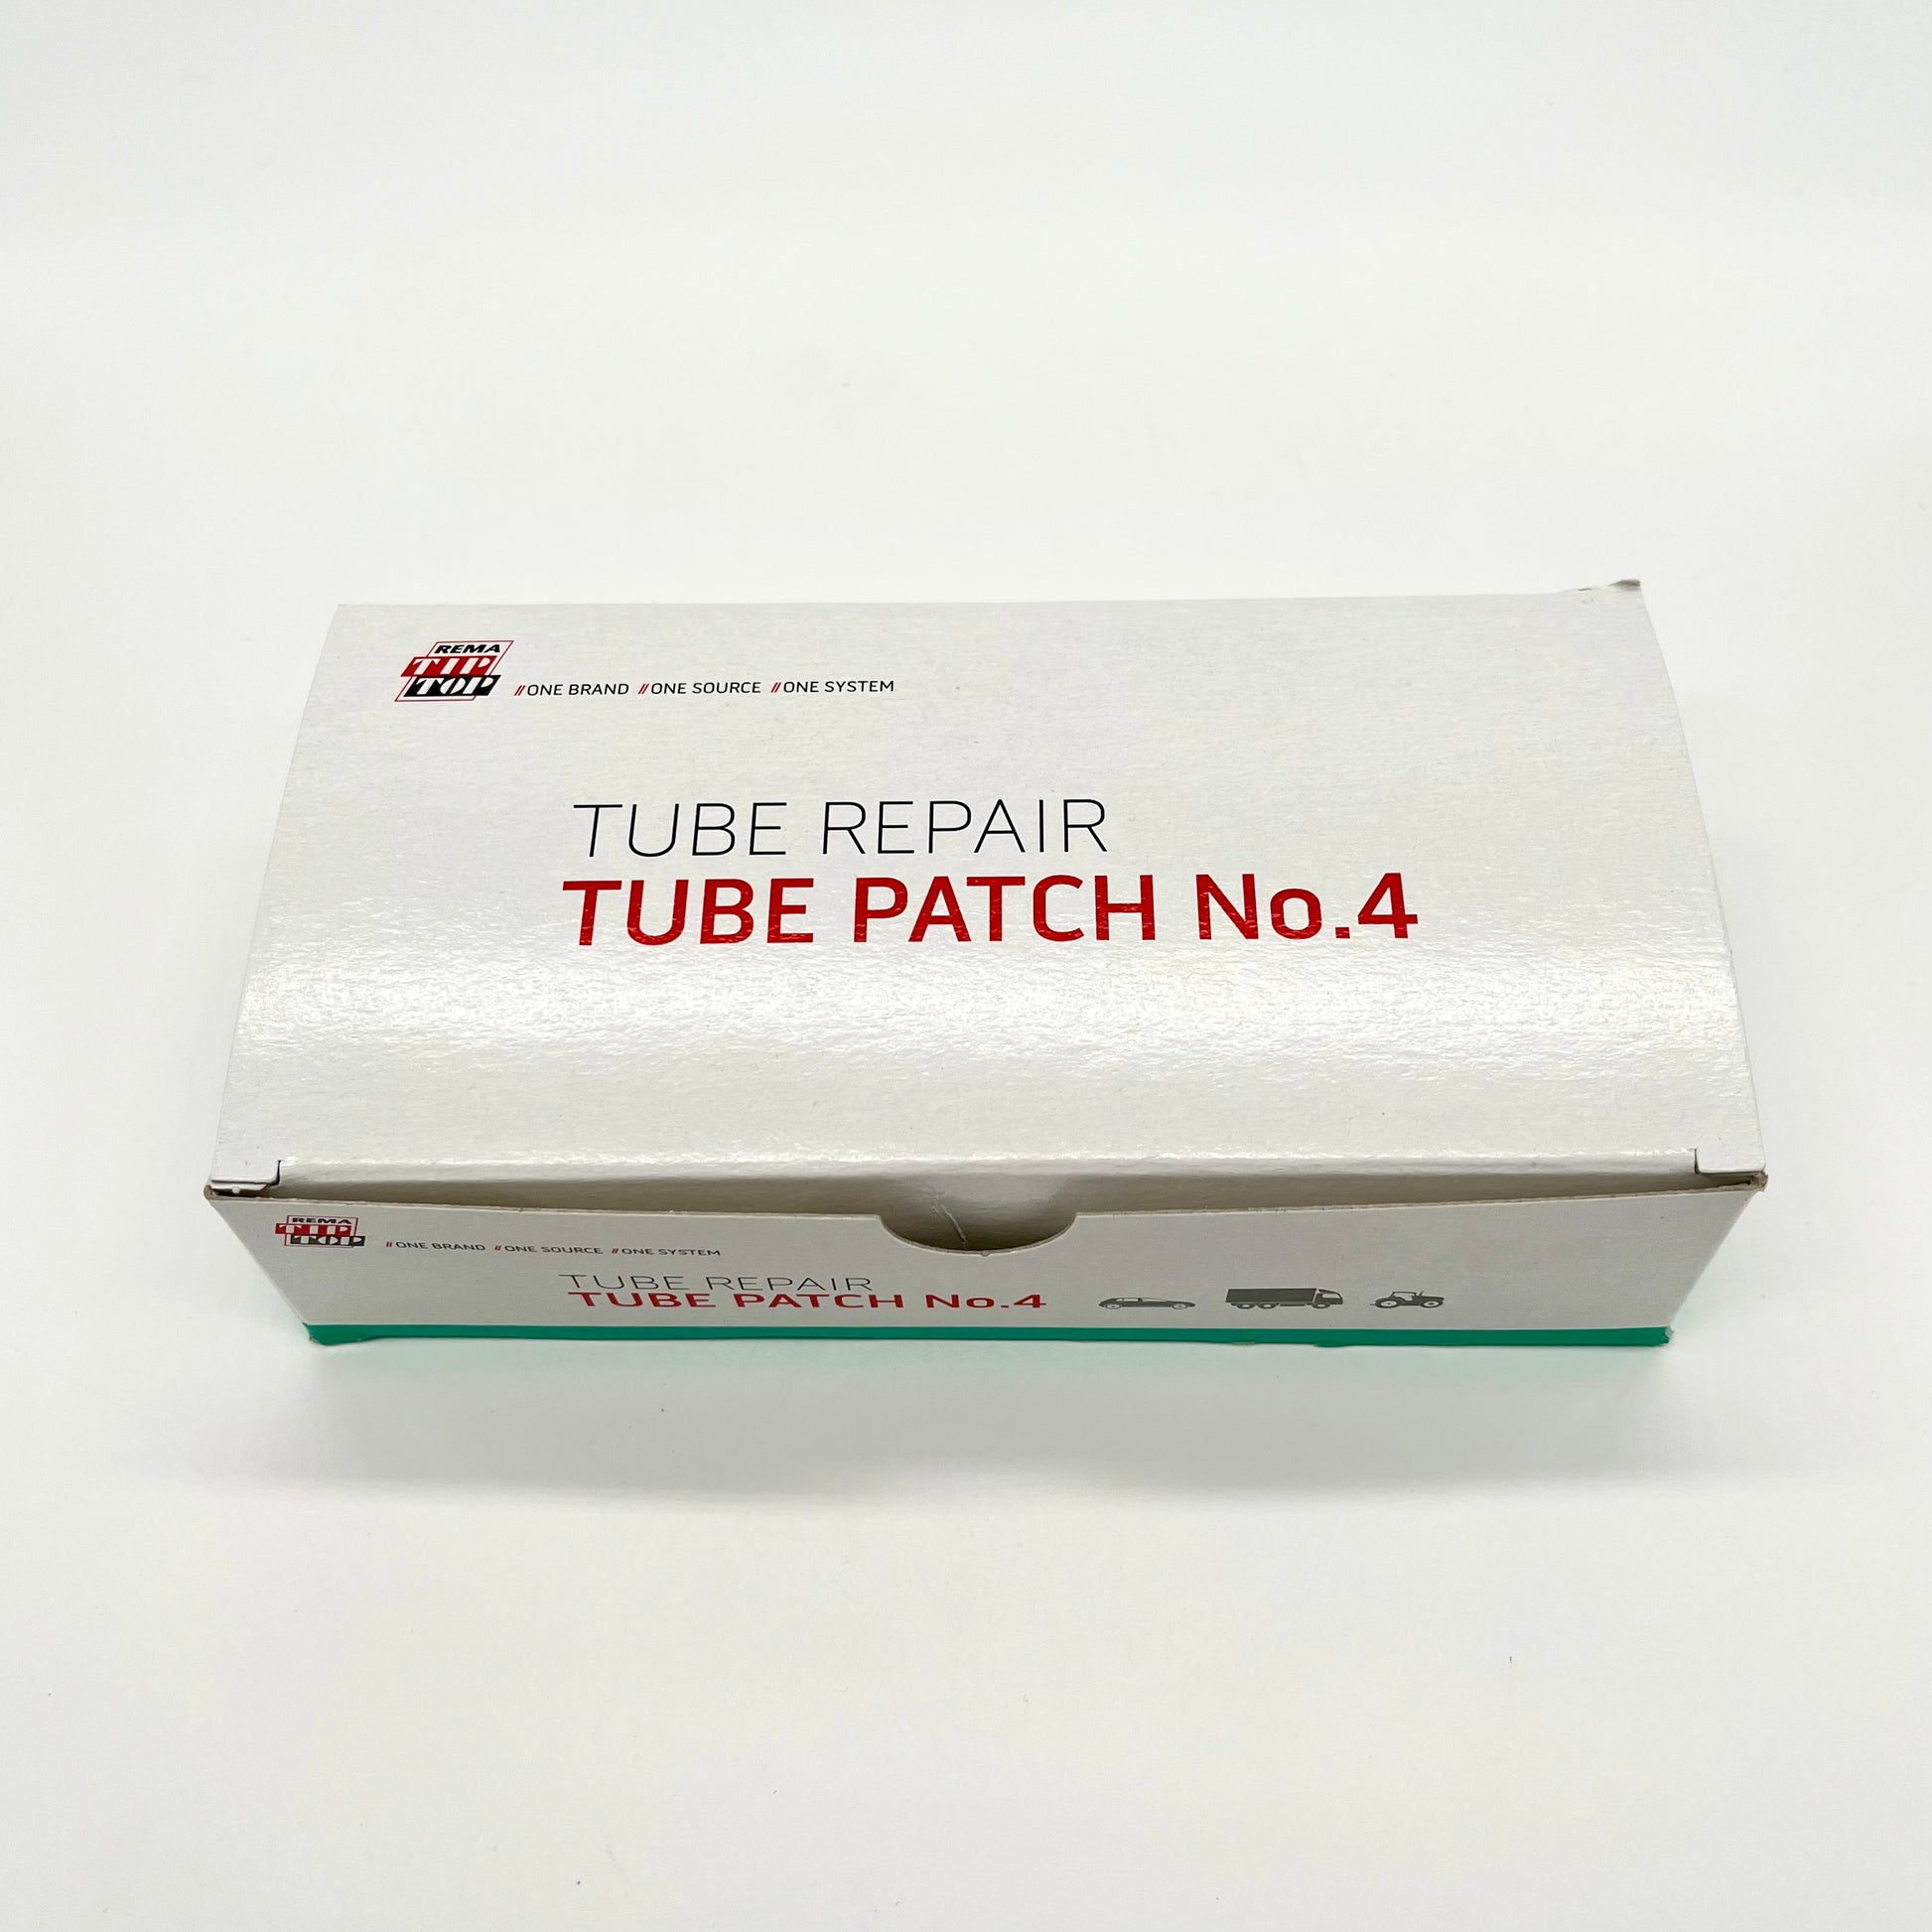 REMA
TIP
TOP
//ONE BRAND //ONE SOURCE //ONE SYSTEM
TUBE REPAIR
TUBE PATCH No.4
REMA
TIP
TOP
//ONE BRAND //ONE SOURCE //ONE SYSTEM
TUBE REPAIR
TUBE PATCH No.4